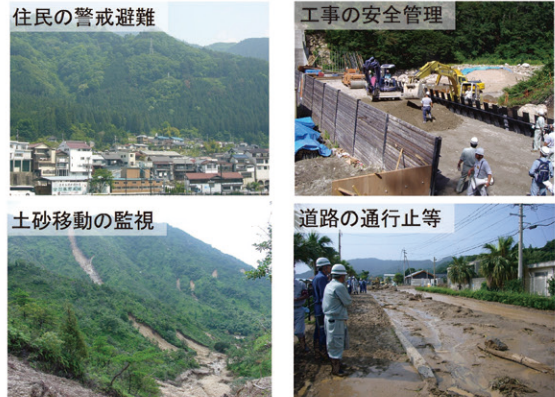 住民の警戒避難
工事の安全管理
土砂移動の監視
道路の通行止等